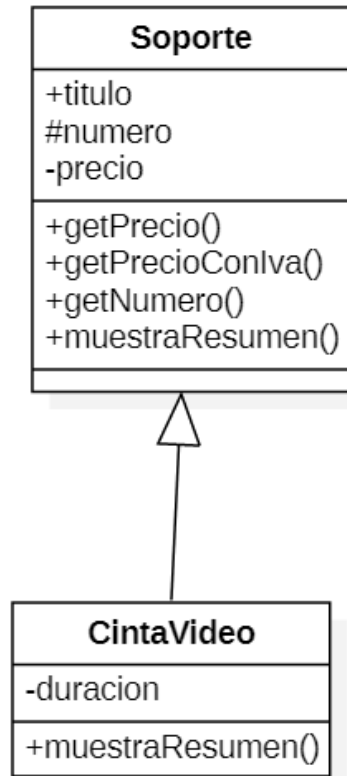 Soporte
+titulo
#numero
-precio
+getPrecio()
+getPrecioConIva()
+getNumero()
+muestraResumen()
CintaVideo
-duracion
+muestraResumen()